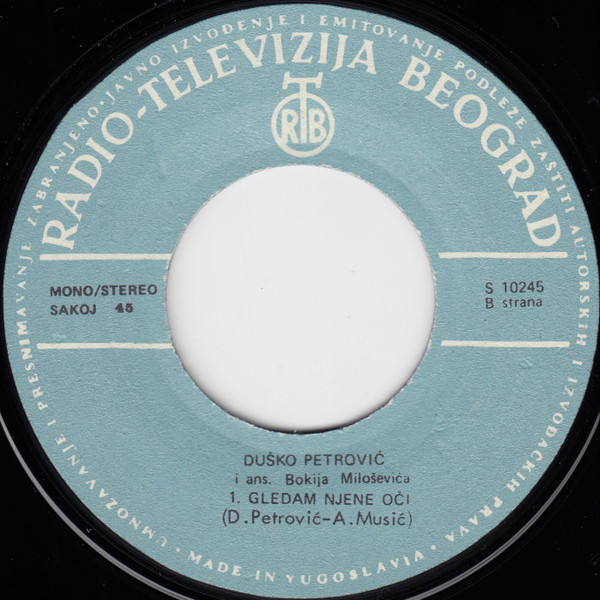 UMNOŽAVANJE I PRESNIMAVANJE ZABRANJENO•JAVNO IZVOĐENJE I EMITOVANJE PODLEŽE ZAŠTITI AUTORSKIH I IZVOĐAČKIH PRAVA•
RADIO-TELEVIZIJA BEOGRAD
RTB
MONO/STEREO
SAKOJ 45
S 10245
B strana
DUŠKO PETROVIĆ
i ans. Bokija Miloševića
1. GLEDAM NJENE OČI
(D. Petrović-A. Musić)
•MADE IN YUGOSLAVIA•